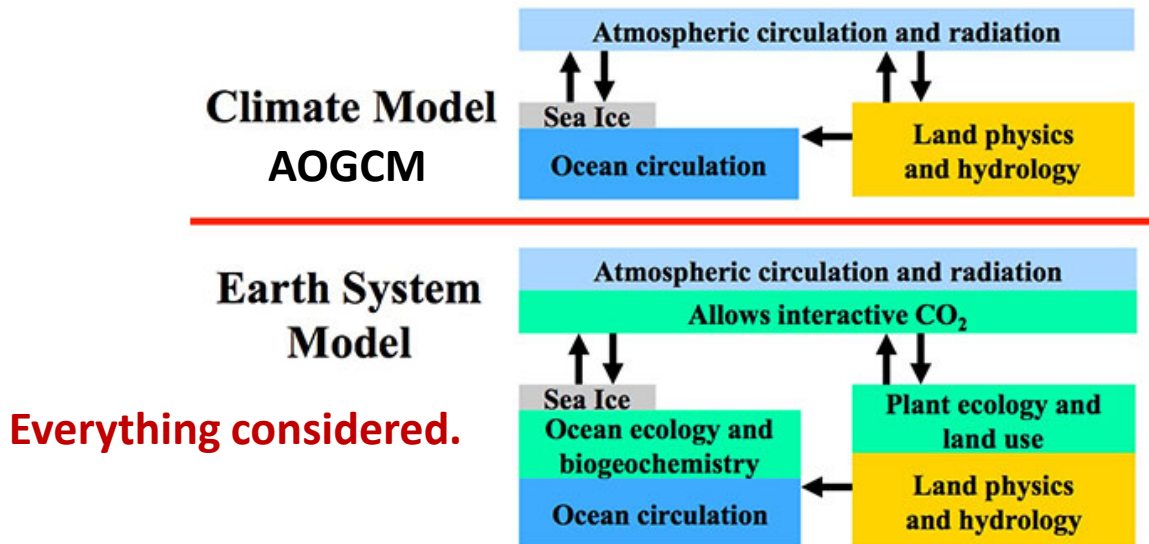 Atmospheric circulation and radiation
Climate Model
AOGCM
Sea Ice
Ocean circulation
Land physics
and hydrology
Earth System
Model
Everything considered.
Atmospheric circulation and radiation
Allows interactive CO₂
Sea Ice
Ocean ecology and
biogeochemistry
Ocean circulation
Plant ecology and
land use
Land physics
and hydrology